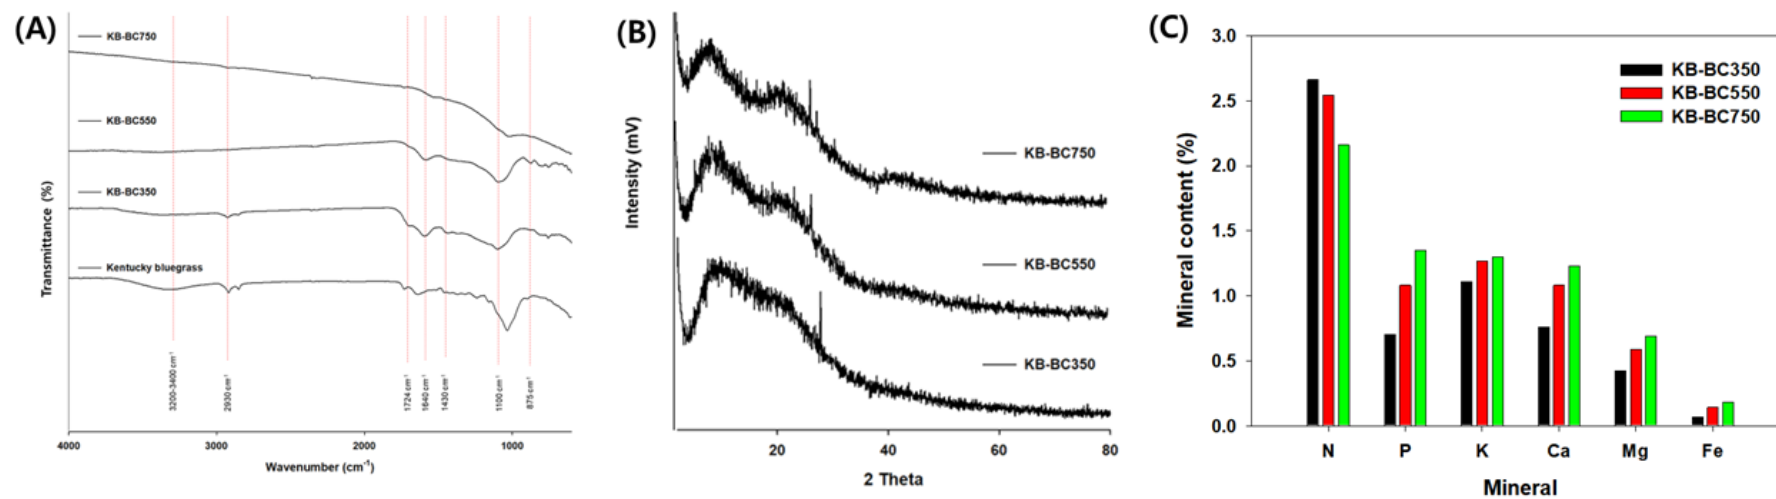 (A)
KB-BC750
KB-BC550
KB-BC350
Kentucky bluegrass
Transmittance (%)
3200-3400 cm⁻¹
2930 cm⁻¹
1724 cm⁻¹
1640 cm⁻¹
1430 cm⁻¹
1100 cm⁻¹
875 cm⁻¹
4000 3000 2000 1000
Wavenumber (cm⁻¹)
(B)
Intensity (mV)
KB-BC750
KB-BC550
KB-BC350
20 40 60 80
2 Theta
(C)
Mineral content (%)
3.0
2.5
2.0
1.5
1.0
0.5
0.0
KB-BC350
KB-BC550
KB-BC750
N P K Ca Mg Fe
Mineral